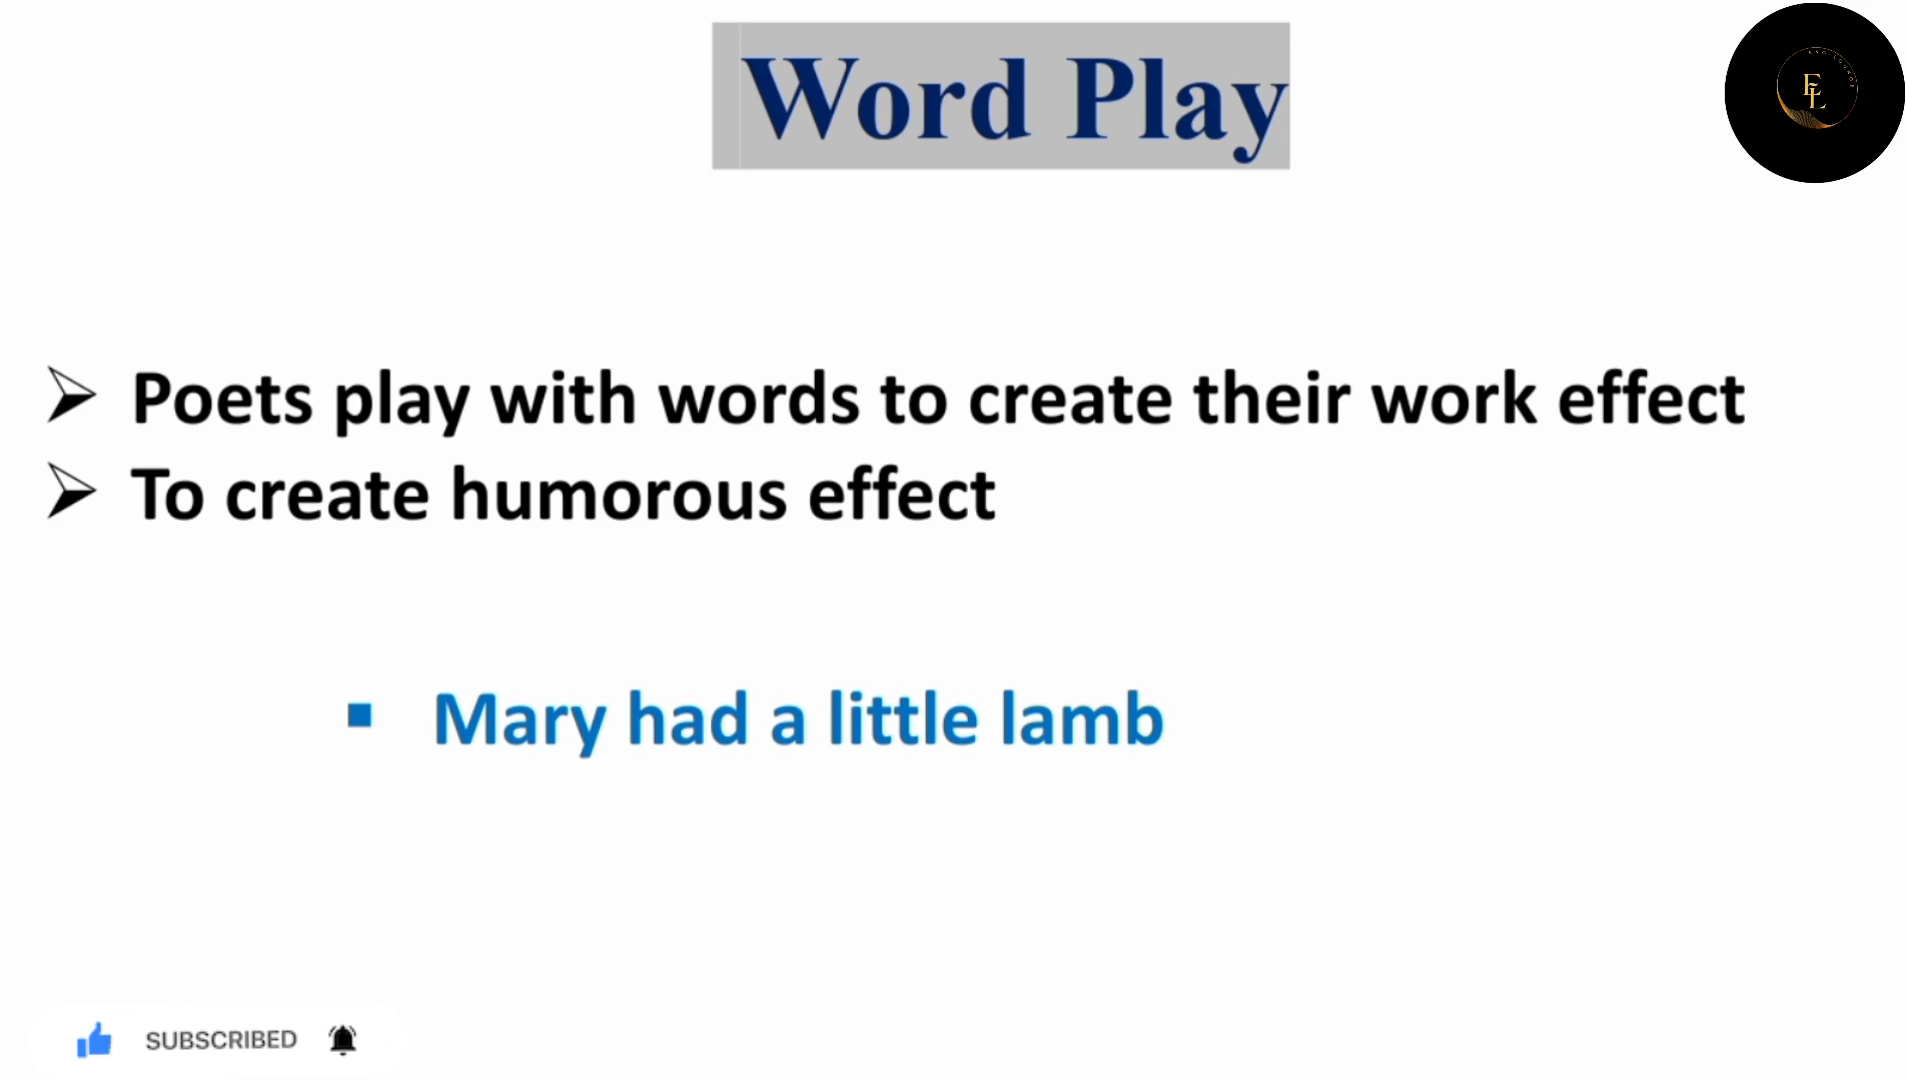 Word Play
EL
Poets play with words to create their work effect
To create humorous effect
Mary had a little lamb
SUBSCRIBED